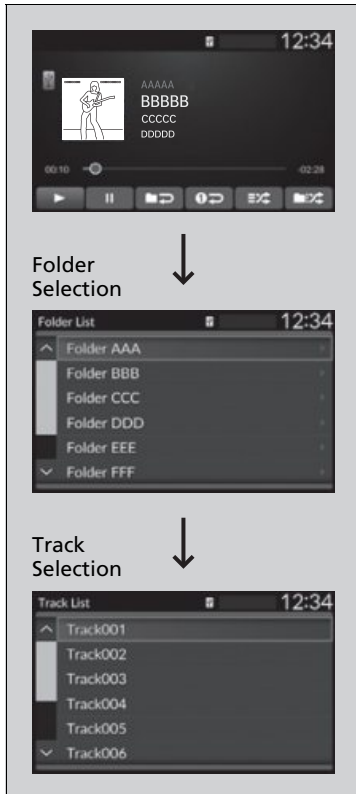 12:34
AAAAA
BBBBB
CCCCC
DDDDD
00:10
-02:28
Folder
Selection
Folder List 12:34
Folder AAA
Folder BBB
Folder CCC
Folder DDD
Folder EEE
Folder FFF
Track
Selection
Track List 12:34
Track001
Track002
Track003
Track004
Track005
Track006